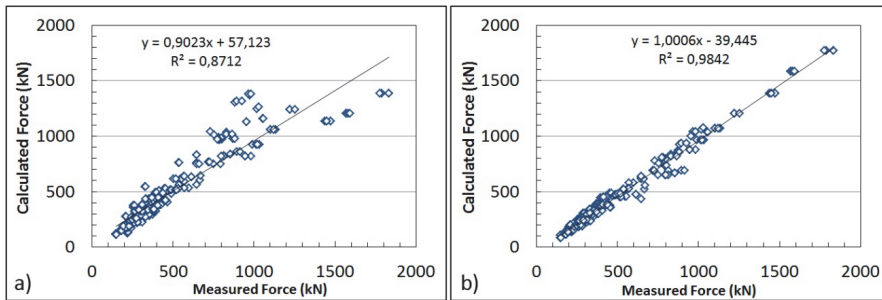 2000
1500
1000
500
0
Calculated Force (kN)
y = 0,9023x + 57,123
R² = 0,8712
0 500 1000 1500 2000
Measured Force (kN)
a)
2000
1500
1000
500
0
Calculated Force (kN)
y = 1,0006x - 39,445
R² = 0,9842
0 500 1000 1500 2000
Measured Force (kN)
b)